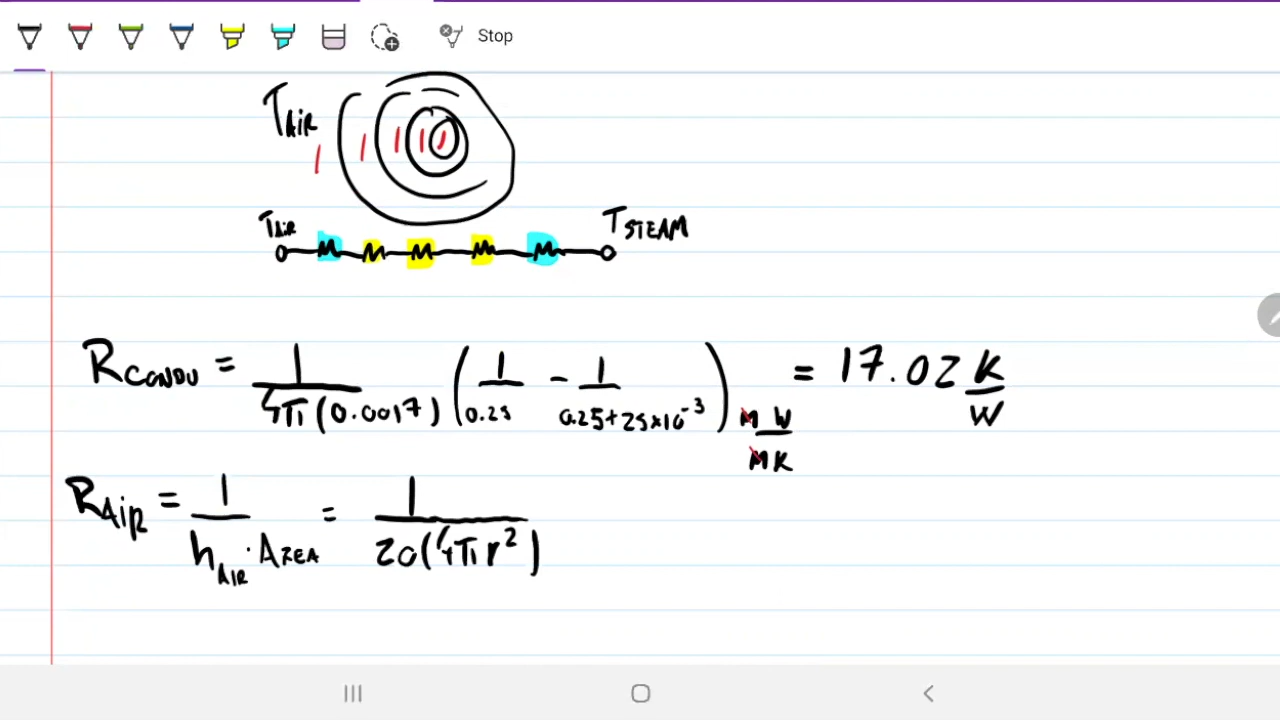 Stop
TAIR
TAIR TSTEAM
RCONDU = 1 / 4π(0.0017) (1 / 0.25 - 1 / 0.25+25×10⁻³) M W / M K = 17.02 K / W
RAIR = 1 / hAIR · AREA = 1 / 20(4πr²)